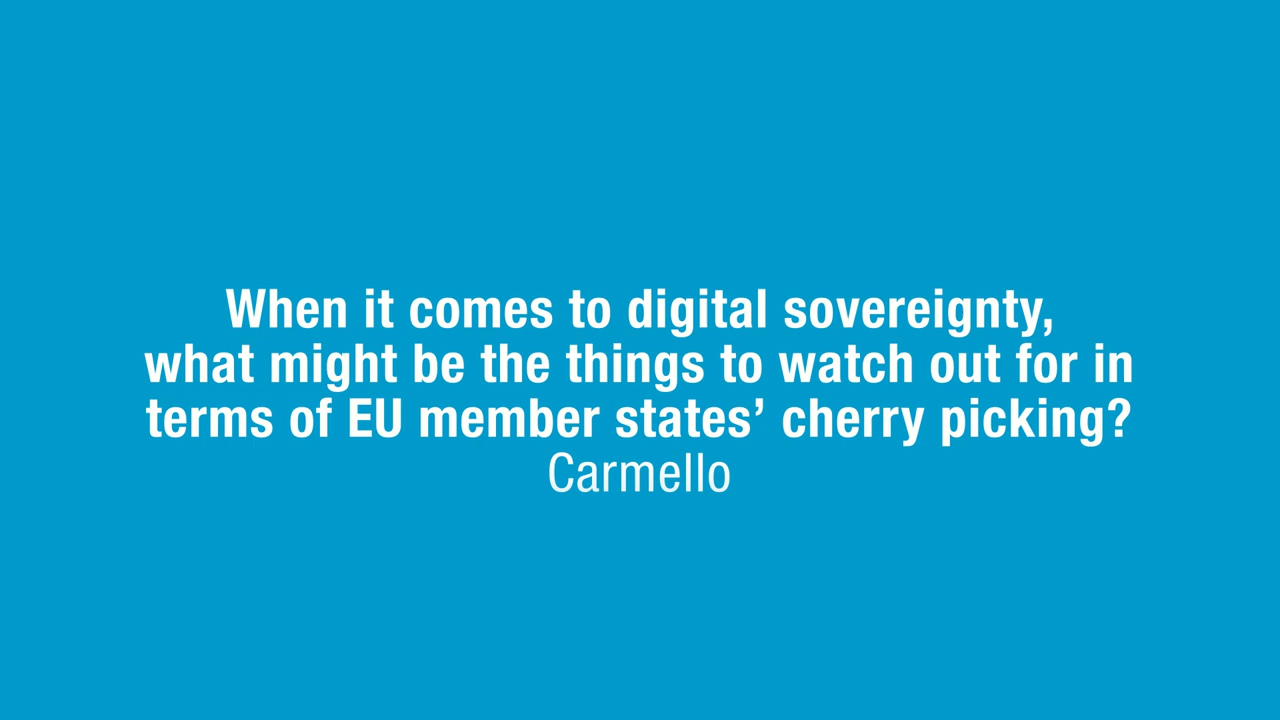 When it comes to digital sovereignty,
what might be the things to watch out for in
terms of EU member states’ cherry picking?
Carmello